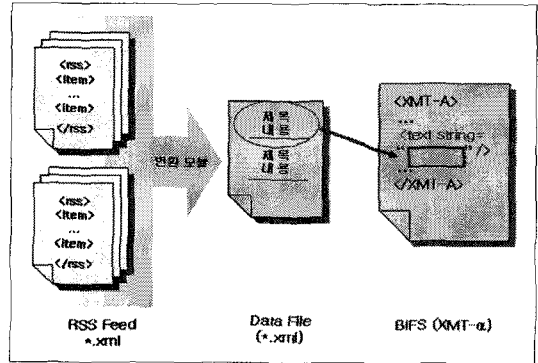 <rss>
<item>
...
<item>
</rss>
<rss>
<item>
...
<item>
</rss>
변환 모듈
제목
내용
제목
내용
<XMT-A>
...
<text string=
" " />
...
</XMT-A>
RSS Feed
*.xml
Data File
(*.xml)
BIFS (XMT-α)